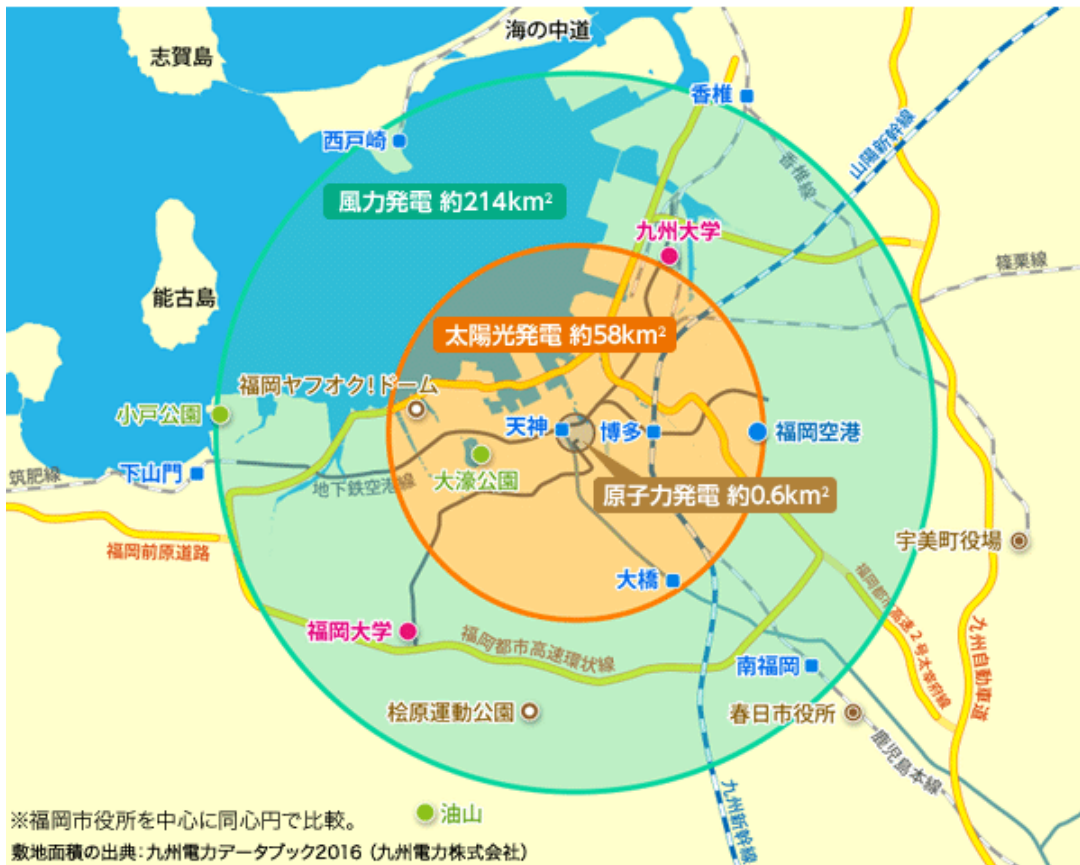 海の中道
志賀島
香椎
西戸崎
山陽新幹線
香椎線
風力発電 約214km²
九州大学
篠栗線
能古島
太陽光発電 約58km²
福岡ヤフオク!ドーム
小戸公園
天神
博多
福岡空港
下山門
筑肥線
地下鉄空港線
大濠公園
原子力発電 約0.6km²
宇美町役場
福岡前原道路
大橋
福岡都市高速2号太宰府線
九州自動車道
福岡大学
福岡都市高速環状線
南福岡
桧原運動公園
春日市役所
鹿児島本線
九州新幹線
油山
※福岡市役所を中心に同心円で比較。
敷地面積の出典:九州電力データブック2016(九州電力株式会社)